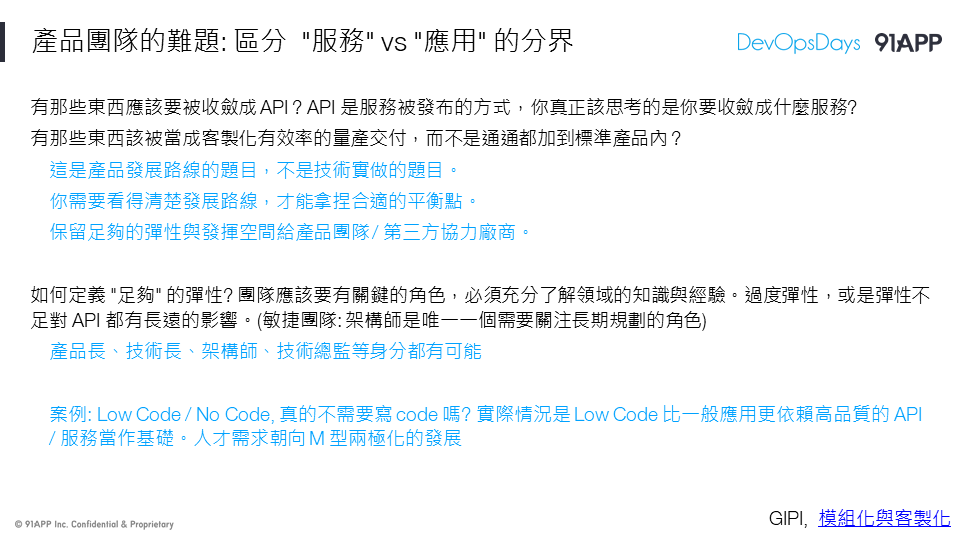 產品團隊的難題: 區分 "服務" vs "應用" 的分界
DevOpsDays 91APP
有那些東西應該要被收斂成 API？API 是服務被發布的方式，你真正該思考的是你要收斂成什麼服務?
有那些東西該被當成客製化有效率的量產交付，而不是通通都加到標準產品內？
這是產品發展路線的題目，不是技術實做的題目。
你需要看得清楚發展路線，才能拿捏合適的平衡點。
保留足夠的彈性與發揮空間給產品團隊 / 第三方協力廠商。
如何定義 "足夠" 的彈性? 團隊應該要有關鍵的角色，必須充分了解領域的知識與經驗。過度彈性，或是彈性不
足對 API 都有長遠的影響。(敏捷團隊: 架構師是唯一一個需要關注長期規劃的角色)
產品長、技術長、架構師、技術總監等身分都有可能
案例: Low Code / No Code, 真的不需要寫 code 嗎? 實際情況是 Low Code 比一般應用更依賴高品質的 API
/ 服務當作基礎。人才需求朝向 M 型兩極化的發展
© 91APP Inc. Confidential & Proprietary
GIPI, 模組化與客製化